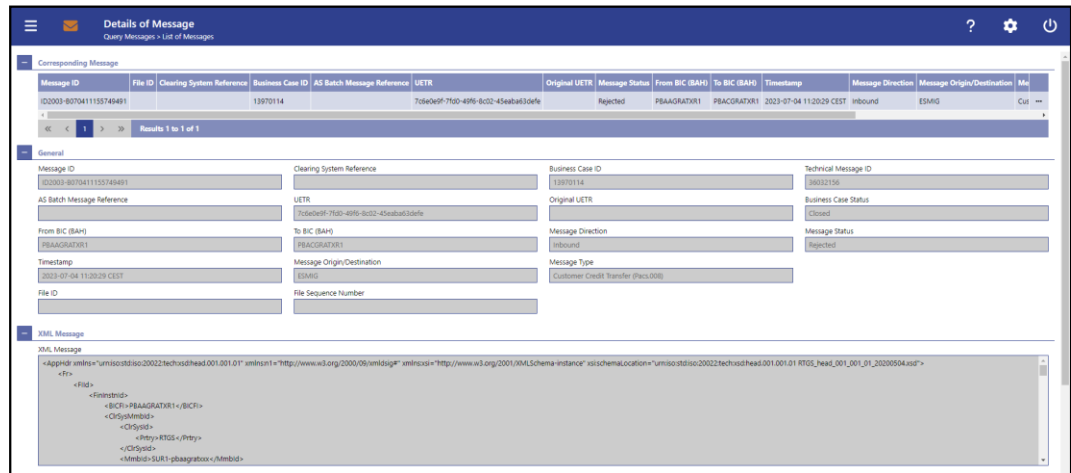 Details of Message
Query Messages > List of Messages
?
Corresponding Message
Message ID File ID Clearing System Reference Business Case ID AS Batch Message Reference UETR Original UETR Message Status From BIC (BAH) To BIC (BAH) Timestamp Message Direction Message Origin/Destination Me
ID2003-B070411155749491 13970114 7c6e0e9f-7fd0-49f6-8c02-45eaba63defe Rejected PBAAGRATXR1 PBACGRATXR1 2023-07-04 11:20:29 CEST Inbound ESMIG Cus ...
« < 1 > » Results 1 to 1 of 1
General
Message ID Clearing System Reference Business Case ID Technical Message ID
ID2003-B070411155749491 13970114 36032156
AS Batch Message Reference UETR Original UETR Business Case Status
7c6e0e9f-7fd0-49f6-8c02-45eaba63defe Closed
From BIC (BAH) To BIC (BAH) Message Direction Message Status
PBAAGRATXR1 PBACGRATXR1 Inbound Rejected
Timestamp Message Origin/Destination Message Type
2023-07-04 11:20:29 CEST ESMIG Customer Credit Transfer (Pacs.008)
File ID File Sequence Number
XML Message
XML Message
<AppHdr xmlns="urn:iso:std:iso:20022:tech:xsd:head.001.001.01" xmlns:n1="http://www.w3.org/2000/09/xmldsig#" xmlns:xsi="http://www.w3.org/2001/XMLSchema-instance" xsi:schemaLocation="urn:iso:std:iso:20022:tech:xsd:head.001.001.01 RTGS_head_001_001_01_20200504.xsd">
<Fr>
<FIId>
<FinInstnId>
<BICFI>PBAAGRATXR1</BICFI>
<ClrSysMmbId>
<ClrSysId>
<Prtry>RTGS</Prtry>
</ClrSysId>
<MmbId>SUR1-pbaagratxxx</MmbId>